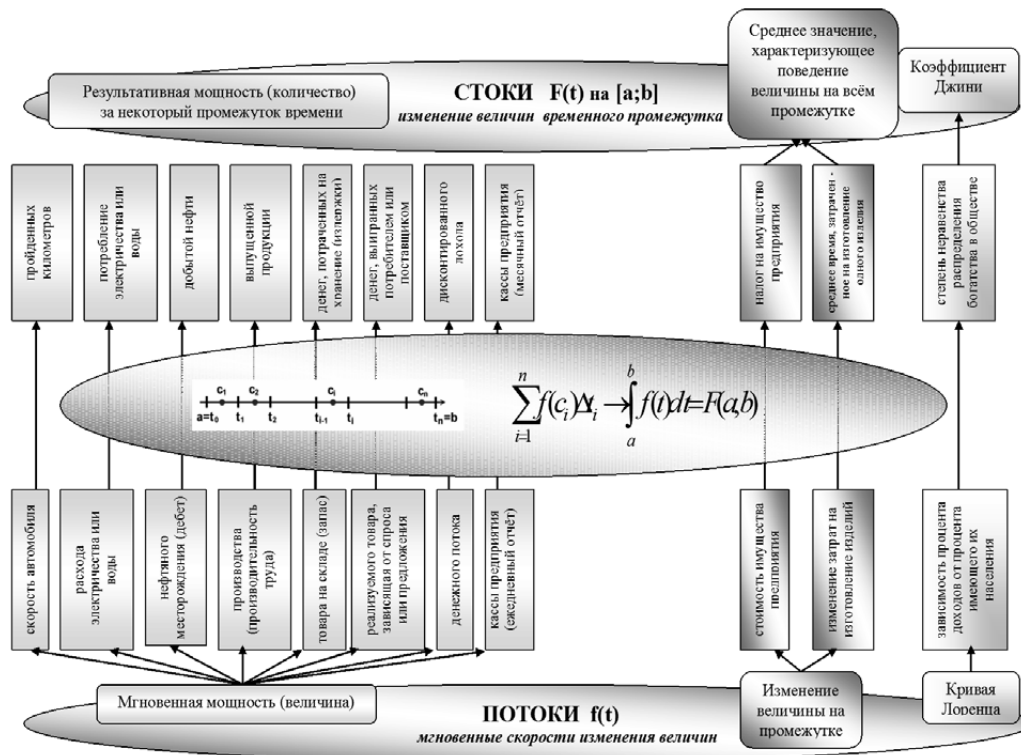 Среднее значение,
характеризующее
поведение
величины на всём
промежутке
Коэффициент
Джини
Результативная мощность (количество)
за некоторый промежуток времени
СТОКИ F(t) на [a;b]
изменение величин временного промежутка
пройденных
километров
потребление
электричества или
воды
добытой нефти
выпущенной
продукции
денег, потраченных на
хранение (издержки)
денег, выигранных
потребителем или
поставщиком
дисконтированного
дохода
кассы предприятия
(месячный отчёт)
налог на имущество
предприятия
среднее время, затрачен -
ное на изготовление
одного изделия
степень неравенства
распределения
богатства в обществе
c₁ c₂ cᵢ cₙ
a=t₀ t₁ t₂ tᵢ₋₁ tᵢ tₙ=b
n
∑ f(cᵢ)Δtᵢ → ∫ f(t)dt=F(a,b)
i=1 a b
скорость автомобиля
расхода
электричества или
воды
нефтяного
месторождения (дебет)
производства
(производительность
труда)
товара на складе (запас)
реализуемого товара,
зависящая от спроса
или предложения
денежного потока
кассы предприятия
(ежедневный отчёт)
стоимость имущества
предприятия
изменение затрат на
изготовление изделий
зависимость процента
доходов от процента
имеющего их
населения
Мгновенная мощность (величина)
ПОТОКИ f(t)
мгновенные скорости изменения величин
Изменение
величины на
промежутке
Кривая
Лоренца